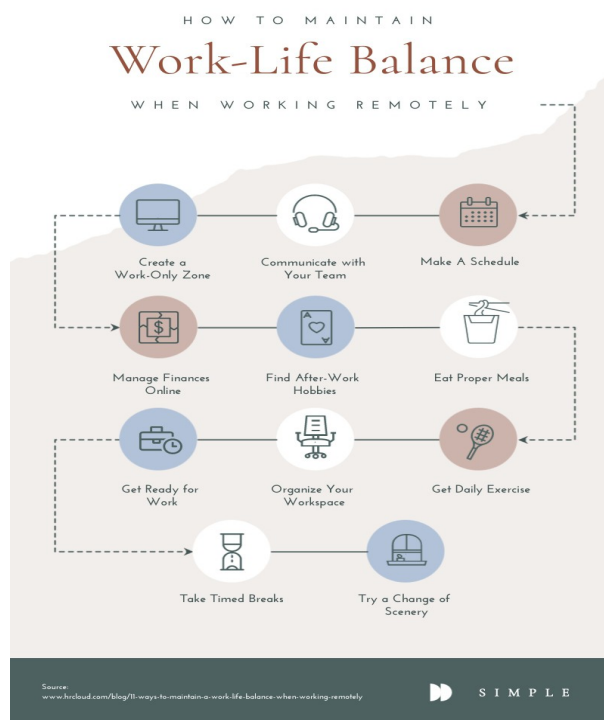 HOW TO MAINTAIN
Work-Life Balance
WHEN WORKING REMOTELY
Create a
Work-Only Zone
Communicate with
Your Team
Make A Schedule
Manage Finances
Online
Find After-Work
Hobbies
Eat Proper Meals
Get Ready for
Work
Organize Your
Workspace
Get Daily Exercise
Take Timed Breaks
Try a Change of
Scenery
Source:
www.hrcloud.com/blog/11-ways-to-maintain-a-work-life-balance-when-working-remotely
SIMPLE